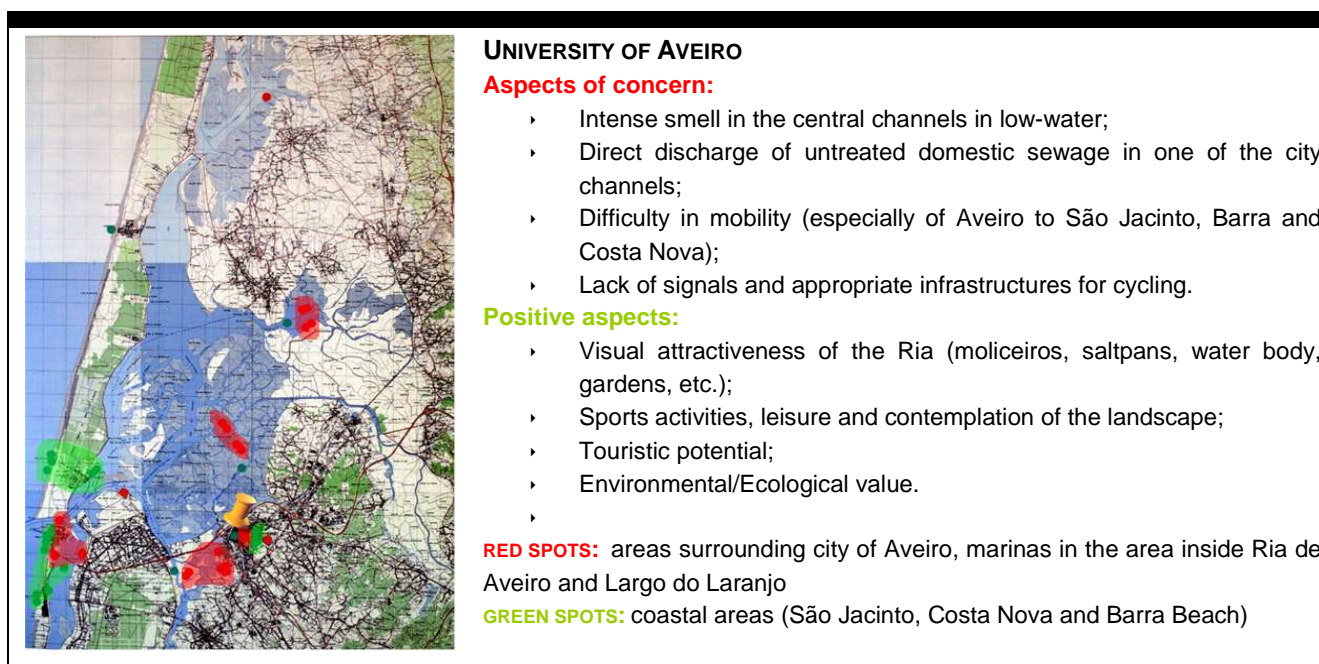 UNIVERSITY OF AVEIRO
Aspects of concern:
‣ Intense smell in the central channels in low-water;
‣ Direct discharge of untreated domestic sewage in one of the city
channels;
‣ Difficulty in mobility (especially of Aveiro to São Jacinto, Barra and
Costa Nova);
‣ Lack of signals and appropriate infrastructures for cycling.
Positive aspects:
‣ Visual attractiveness of the Ria (moliceiros, saltpans, water body,
gardens, etc.);
‣ Sports activities, leisure and contemplation of the landscape;
‣ Touristic potential;
‣ Environmental/Ecological value.
‣
RED SPOTS: areas surrounding city of Aveiro, marinas in the area inside Ria de
Aveiro and Largo do Laranjo
GREEN SPOTS: coastal areas (São Jacinto, Costa Nova and Barra Beach)